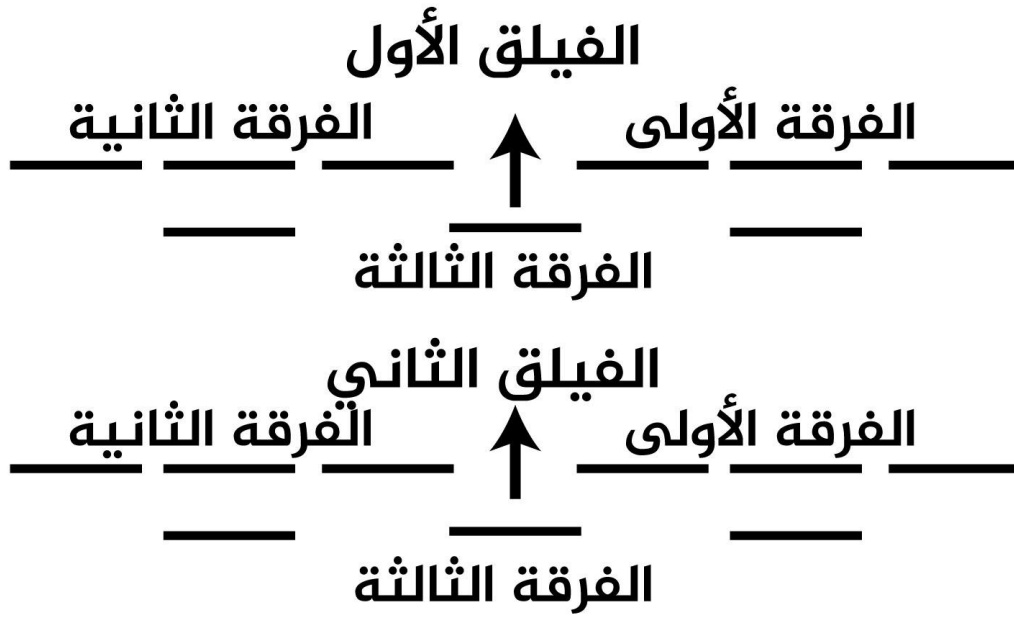 الفيلق الأول
الفرقة الأولى
الفرقة الثانية
الفرقة الثالثة
الفيلق الثاني
الفرقة الأولى
الفرقة الثانية
الفرقة الثالثة